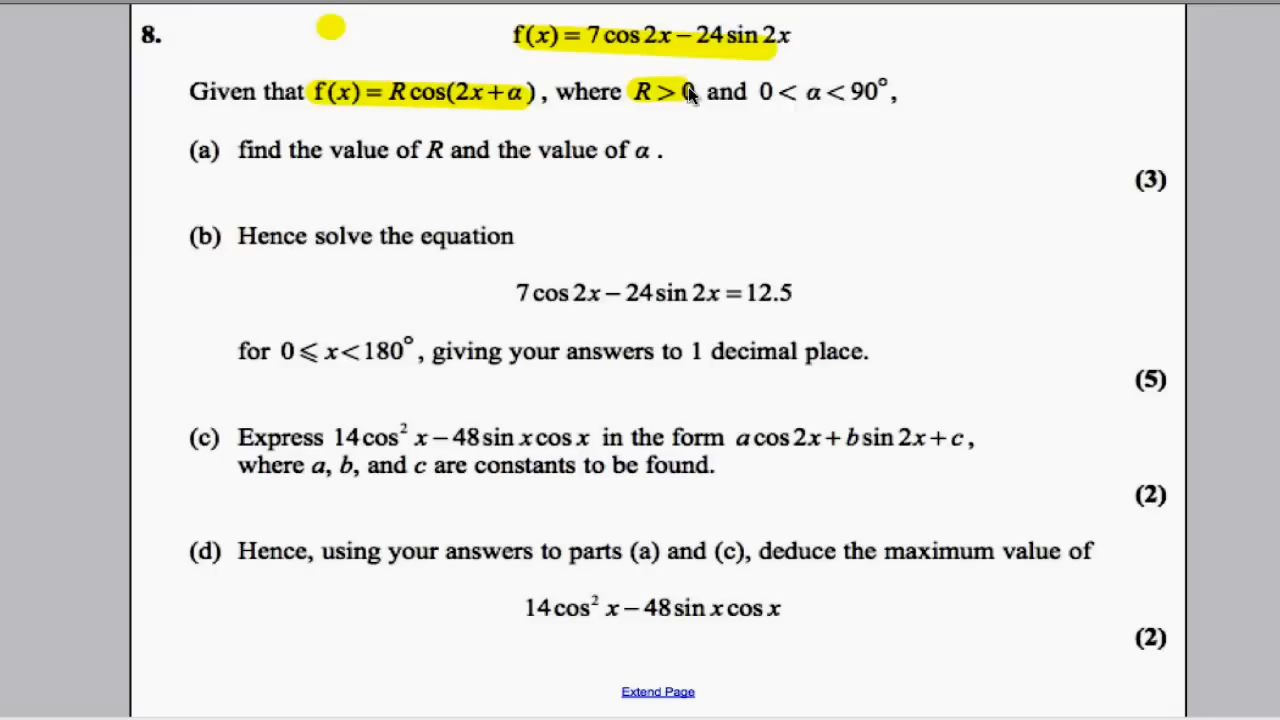 8. f(x) = 7 cos 2x − 24 sin 2x
Given that f(x) = R cos(2x + α), where R > 0 and 0 < α < 90°,
(a) find the value of R and the value of α.
(3)
(b) Hence solve the equation
7 cos 2x − 24 sin 2x = 12.5
for 0 ⩽ x < 180°, giving your answers to 1 decimal place.
(5)
(c) Express 14 cos² x − 48 sin x cos x in the form a cos 2x + b sin 2x + c,
where a, b, and c are constants to be found.
(2)
(d) Hence, using your answers to parts (a) and (c), deduce the maximum value of
14 cos² x − 48 sin x cos x
(2)
Extend Page